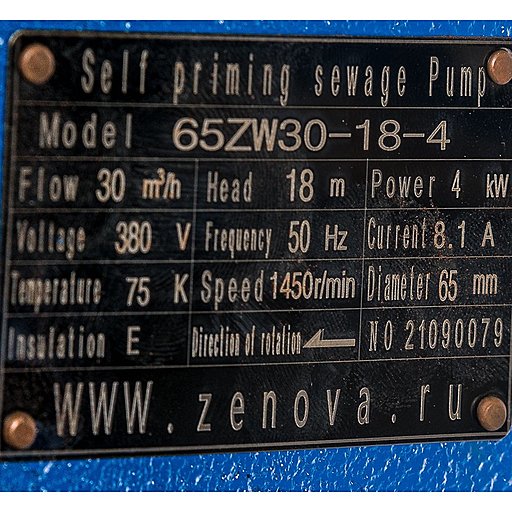 Self priming sewage Pump
Model 65ZW30-18-4
Flow 30 m³/h Head 18 m Power 4 kW
Voltage 380 V Frequency 50 Hz Current 8.1 A
Temperature 75 K Speed 1450r/min Diameter 65 mm
Insulation E Direction of rotation NO 21090079
WWW.zenova.ru